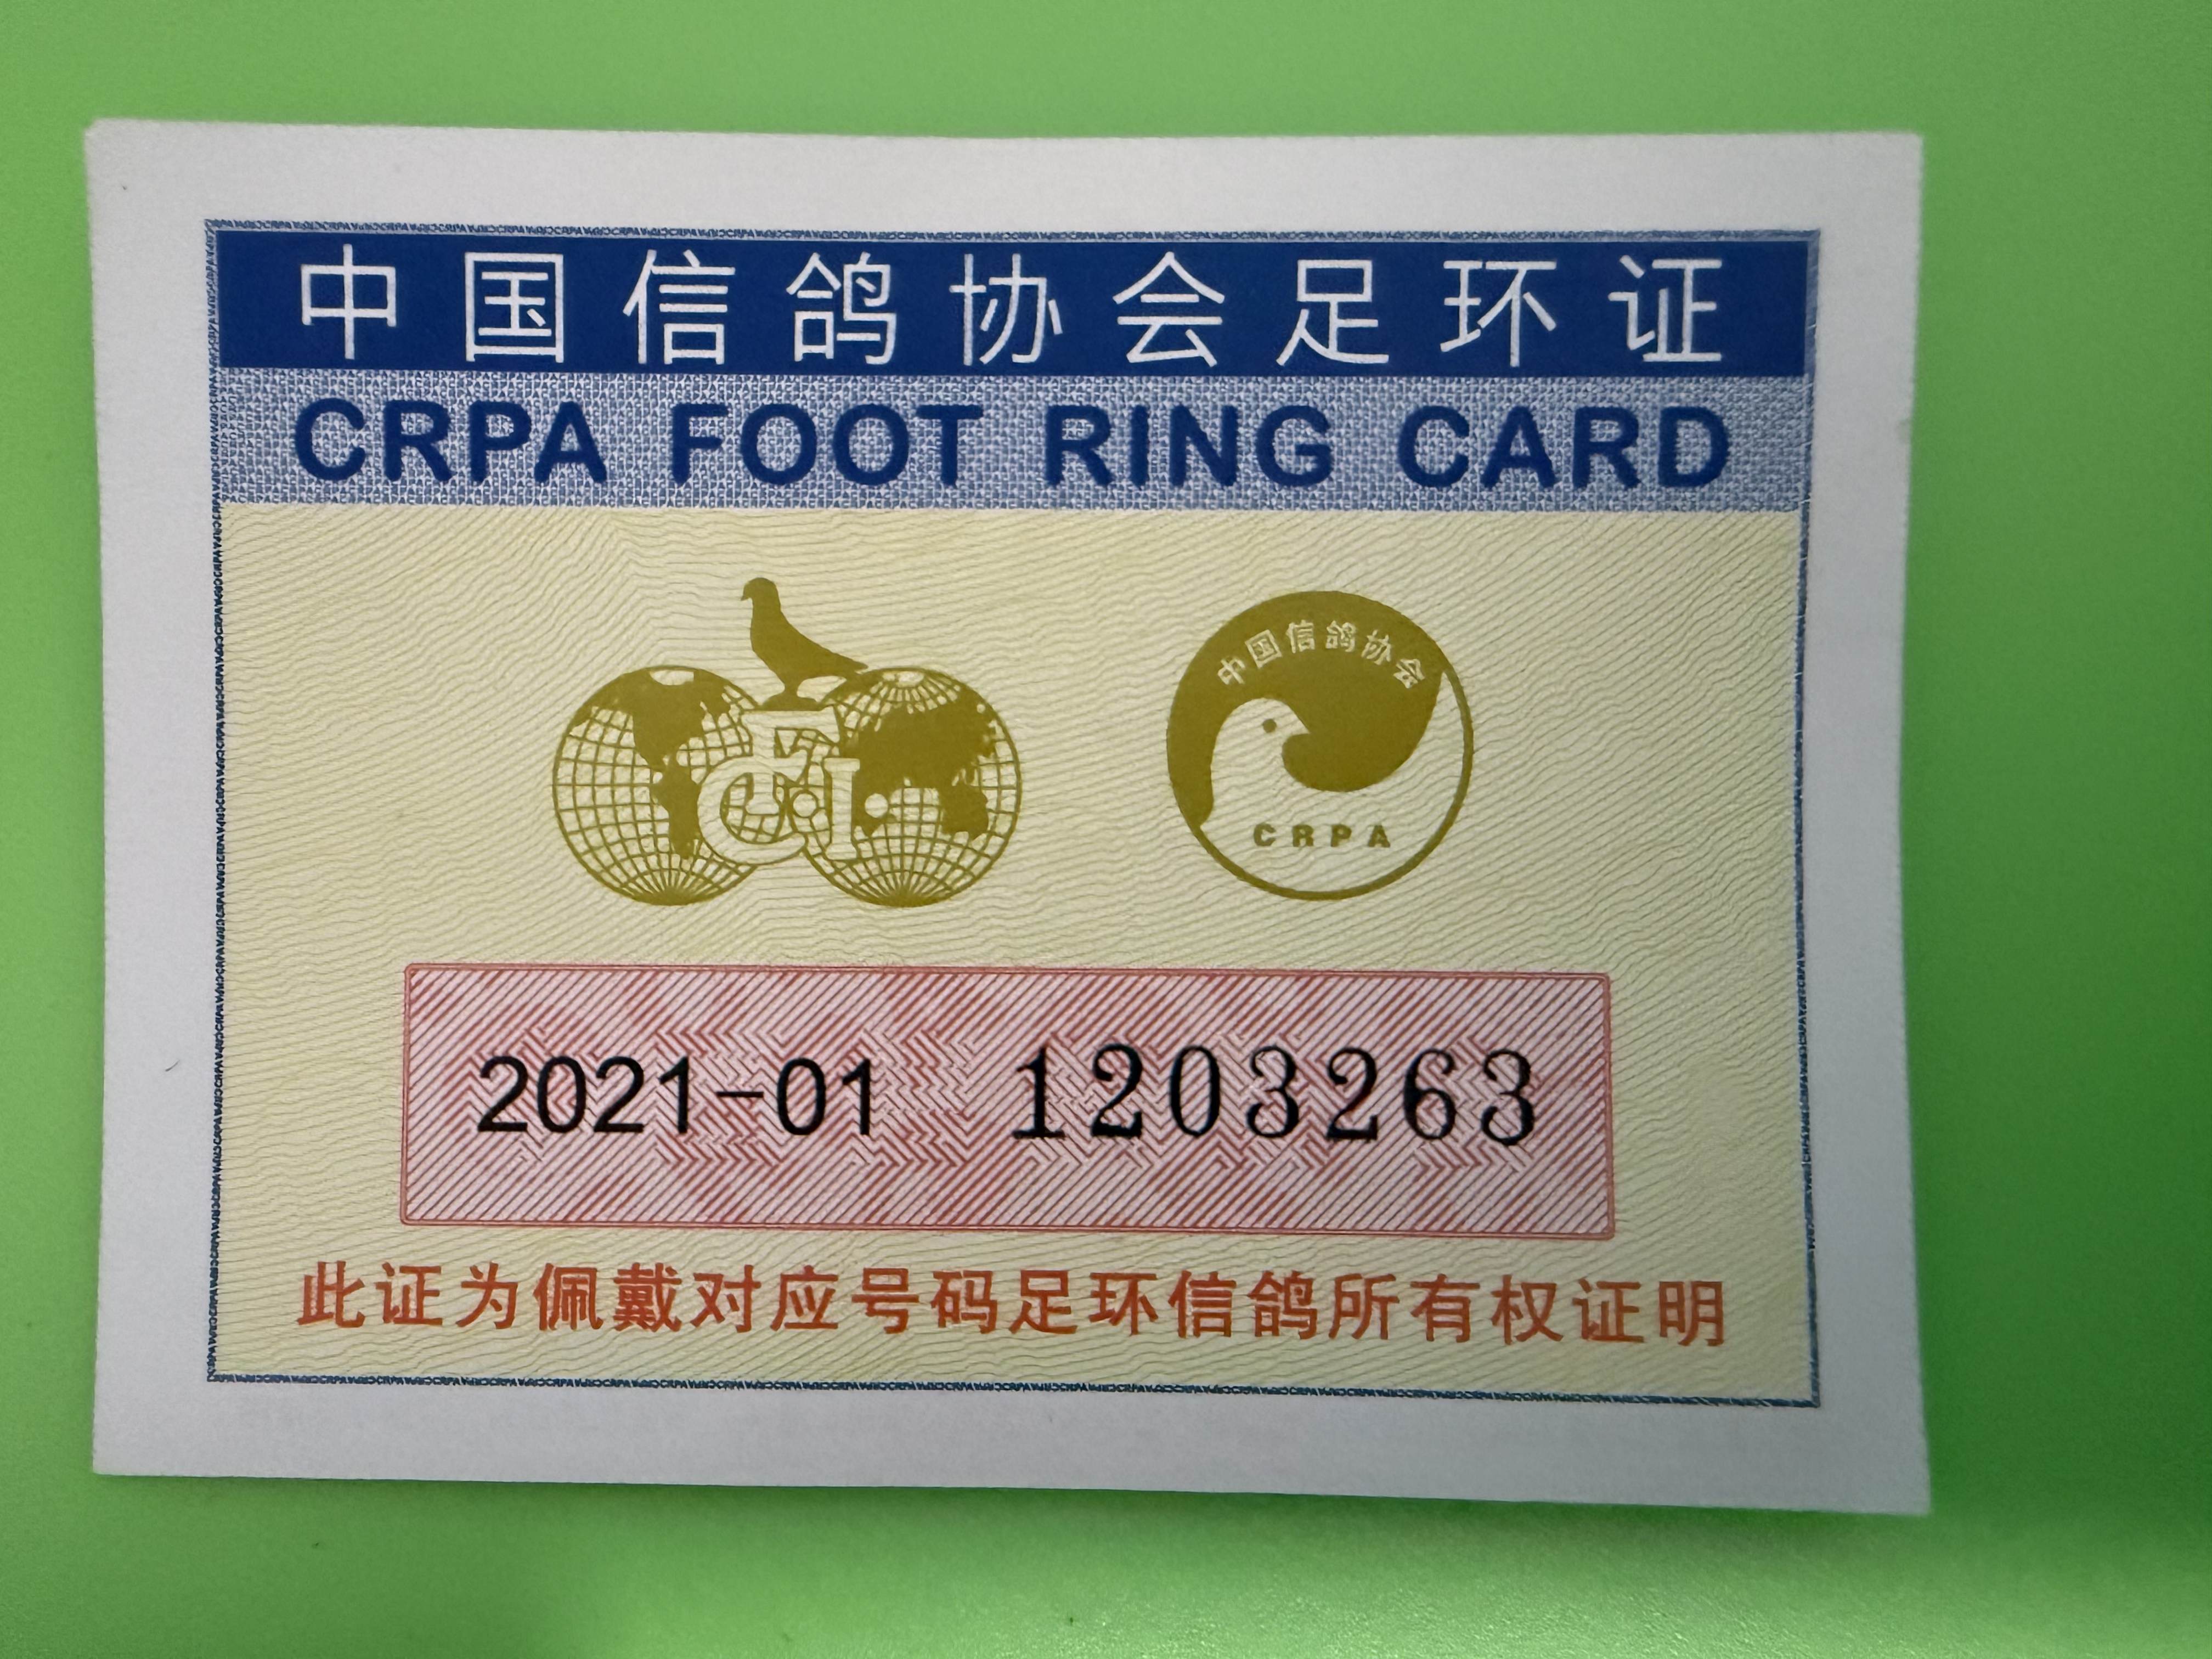 中国信鸽协会足环证
CRPA FOOT RING CARD
F.C.I.
中国信鸽协会
CRPA
2021-01 1203263
此证为佩戴对应号码足环信鸽所有权证明